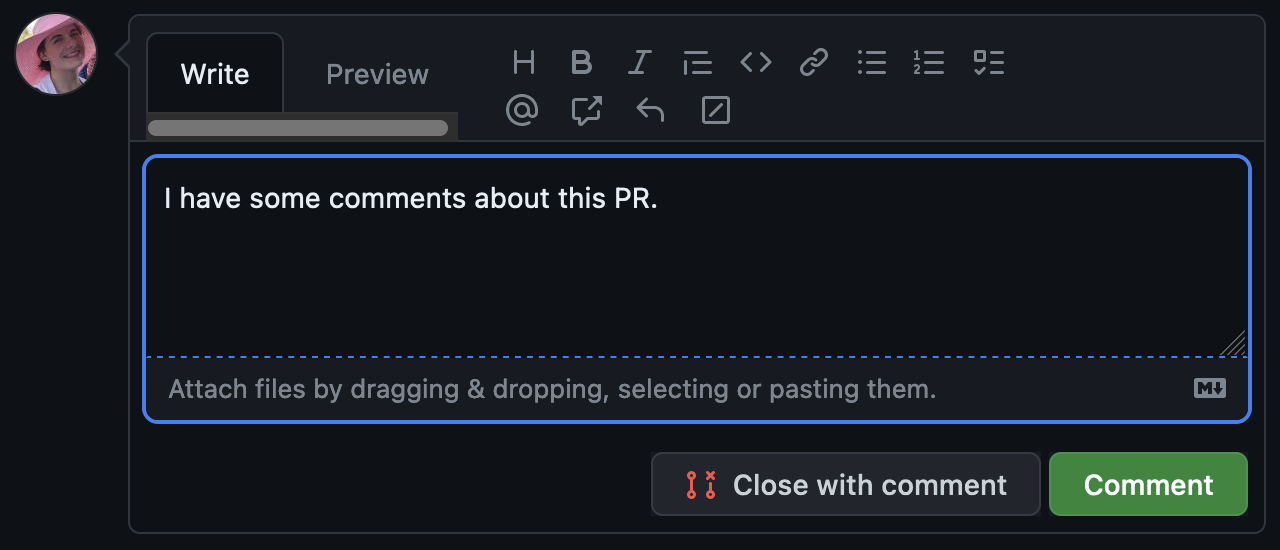 Write
Preview
I have some comments about this PR.
Attach files by dragging & dropping, selecting or pasting them.
Close with comment
Comment